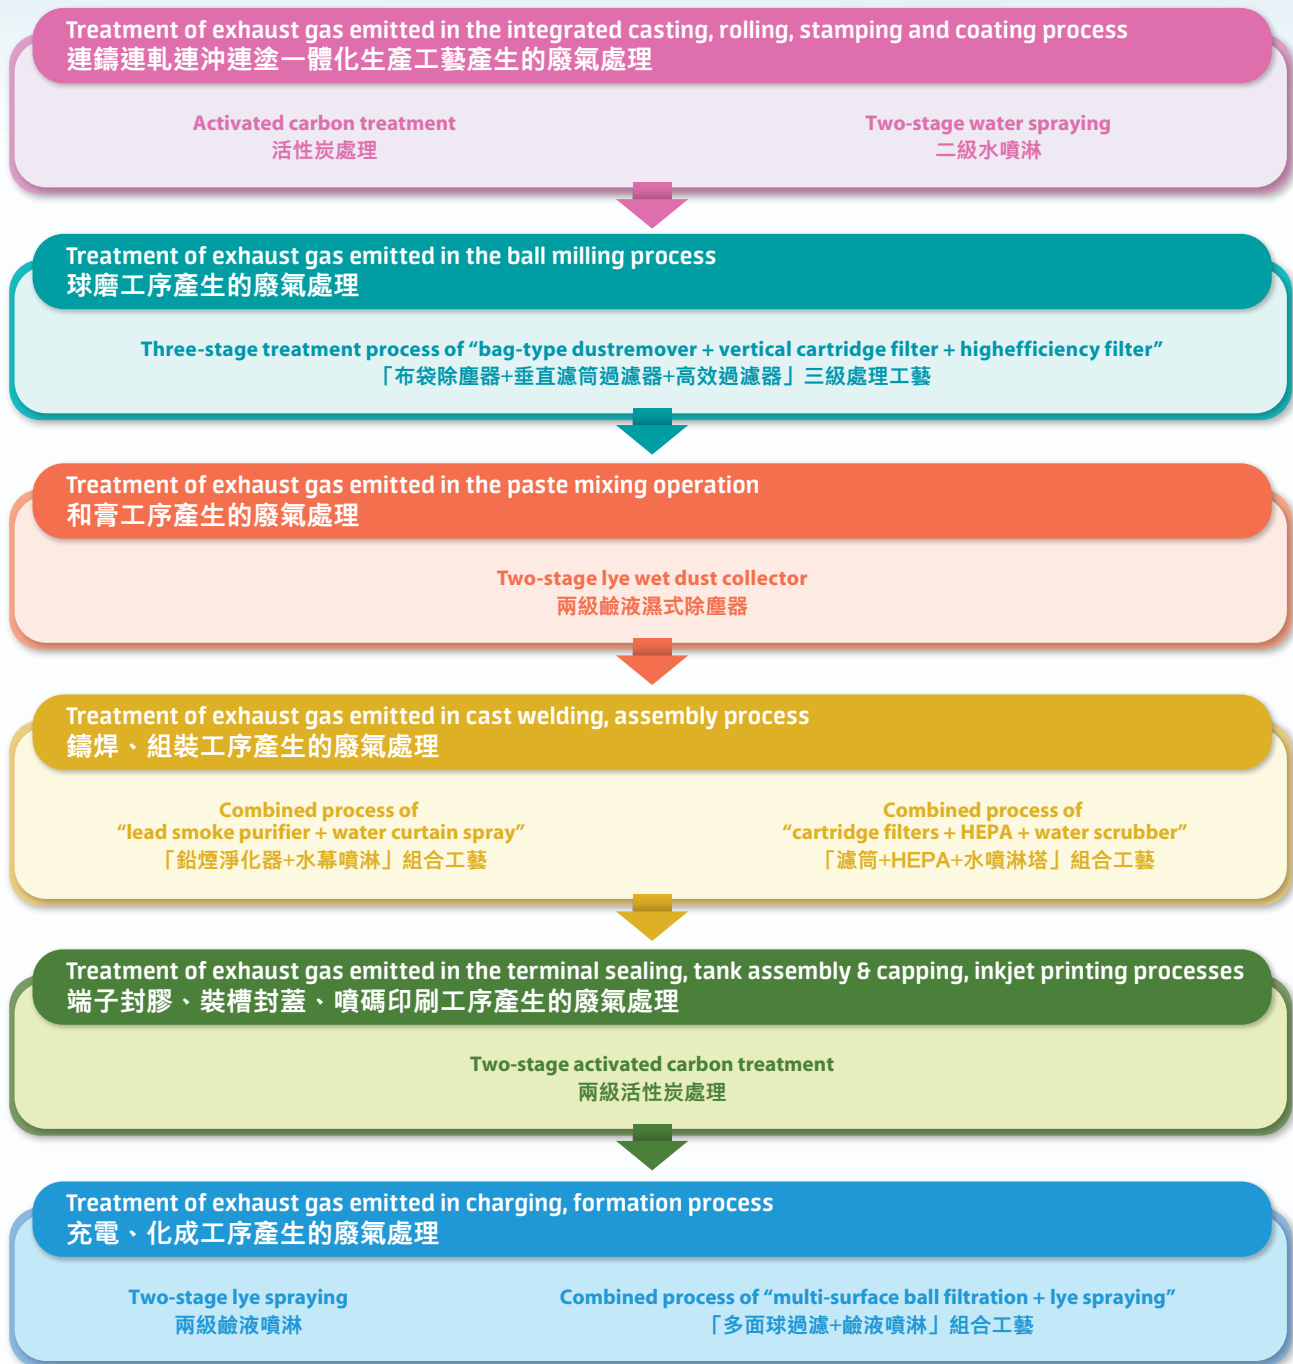 Treatment of exhaust gas emitted in the integrated casting, rolling, stamping and coating process
連鑄連軋連沖連塗一體化生產工藝產生的廢氣處理
Activated carbon treatment
活性炭處理
Two-stage water spraying
二級水噴淋
Treatment of exhaust gas emitted in the ball milling process
球磨工序產生的廢氣處理
Three-stage treatment process of “bag-type dustremover + vertical cartridge filter + highefficiency filter”
「布袋除塵器+垂直濾筒過濾器+高效過濾器」三級處理工藝
Treatment of exhaust gas emitted in the paste mixing operation
和膏工序產生的廢氣處理
Two-stage lye wet dust collector
兩級鹼液濕式除塵器
Treatment of exhaust gas emitted in cast welding, assembly process
鑄焊、組裝工序產生的廢氣處理
Combined process of
“lead smoke purifier + water curtain spray”
「鉛煙淨化器+水幕噴淋」組合工藝
Combined process of
“cartridge filters + HEPA + water scrubber”
「濾筒+HEPA+水噴淋塔」組合工藝
Treatment of exhaust gas emitted in the terminal sealing, tank assembly & capping, inkjet printing processes
端子封膠、裝槽封蓋、噴碼印刷工序產生的廢氣處理
Two-stage activated carbon treatment
兩級活性炭處理
Treatment of exhaust gas emitted in charging, formation process
充電、化成工序產生的廢氣處理
Two-stage lye spraying
兩級鹼液噴淋
Combined process of “multi-surface ball filtration + lye spraying”
「多面球過濾+鹼液噴淋」組合工藝